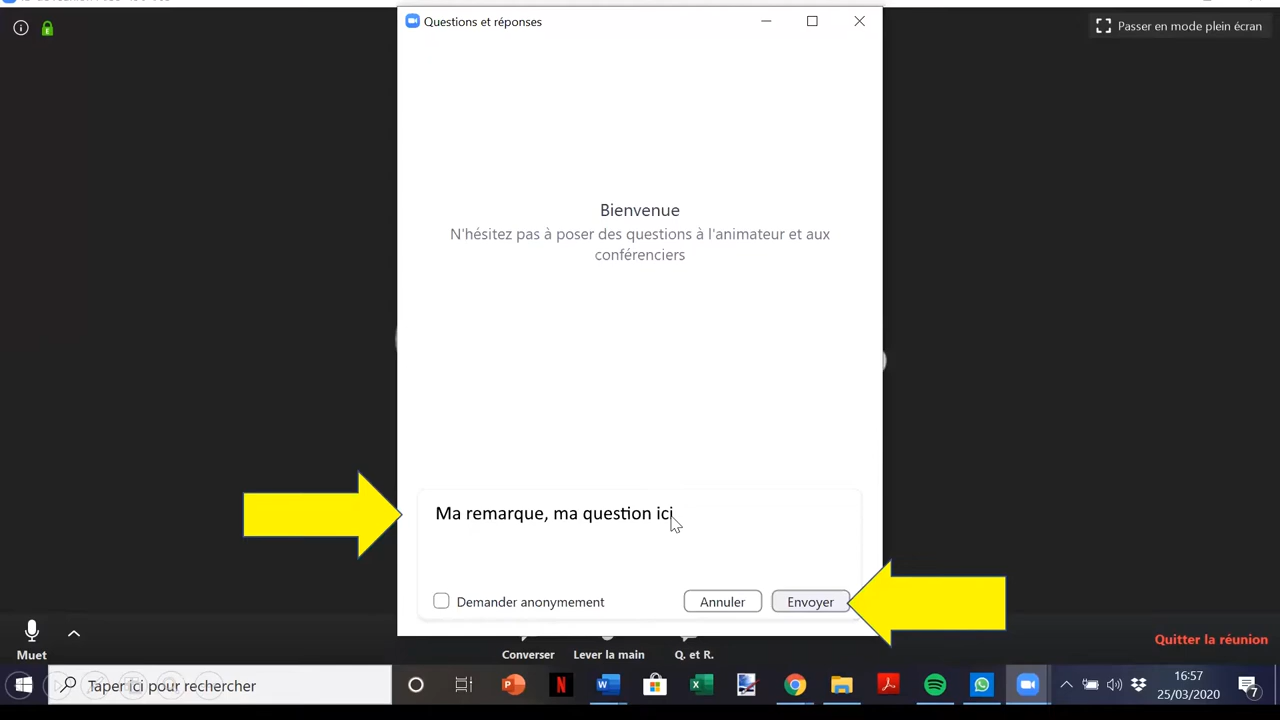 Questions et réponses
Passer en mode plein écran
Bienvenue
N'hésitez pas à poser des questions à l'animateur et aux
conférenciers
Ma remarque, ma question ici
Demander anonymement
Annuler
Envoyer
Muet
Converser
Lever la main
Q. et R.
Quitter la réunion
Taper ici pour rechercher
16:57
25/03/2020
7